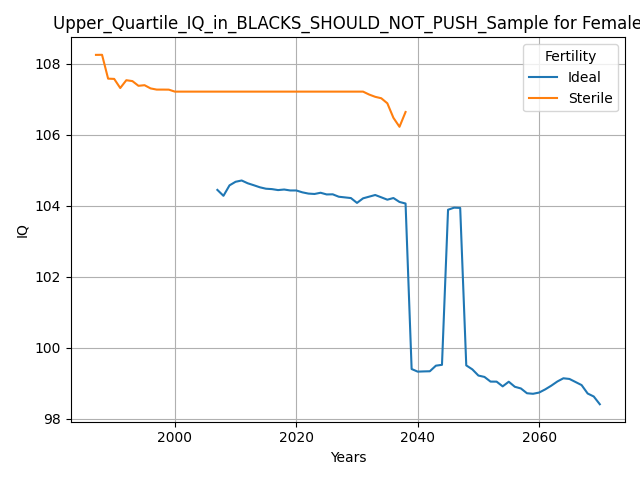 Upper_Quartile_IQ_in_BLACKS_SHOULD_NOT_PUSH_Sample for Female
Fertility
Ideal
Sterile
108
106
104
102
100
98
IQ
2000
2020
2040
2060
Years